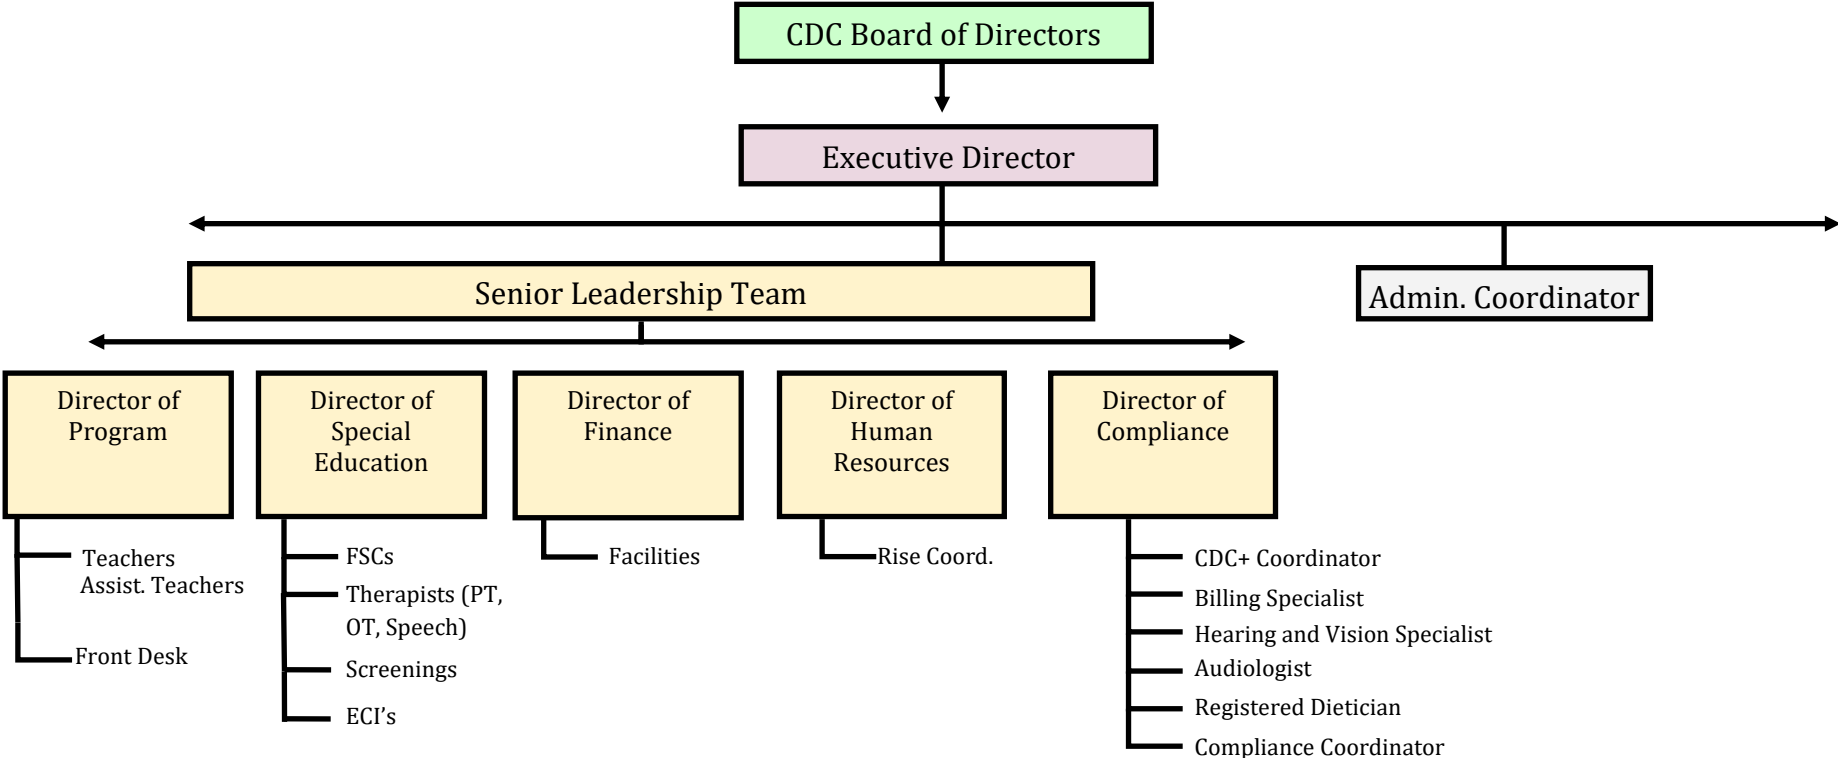 CDC Board of Directors
Executive Director
Senior Leadership Team
Admin. Coordinator
Director of
Program
Director of
Special
Education
Director of
Finance
Director of
Human
Resources
Director of
Compliance
Teachers
Assist. Teachers
Front Desk
FSCs
Therapists (PT,
OT, Speech)
Screenings
ECI’s
Facilities
Rise Coord.
CDC+ Coordinator
Billing Specialist
Hearing and Vision Specialist
Audiologist
Registered Dietician
Compliance Coordinator